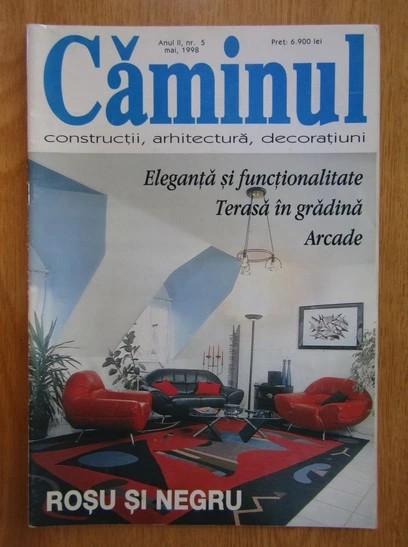 Anul II, nr. 5
mai, 1998
Preț: 6.900 lei
Căminul
construcții, arhitectură, decorațiuni
Eleganță și funcționalitate
Terasă în grădină
Arcade
ROȘU ȘI NEGRU